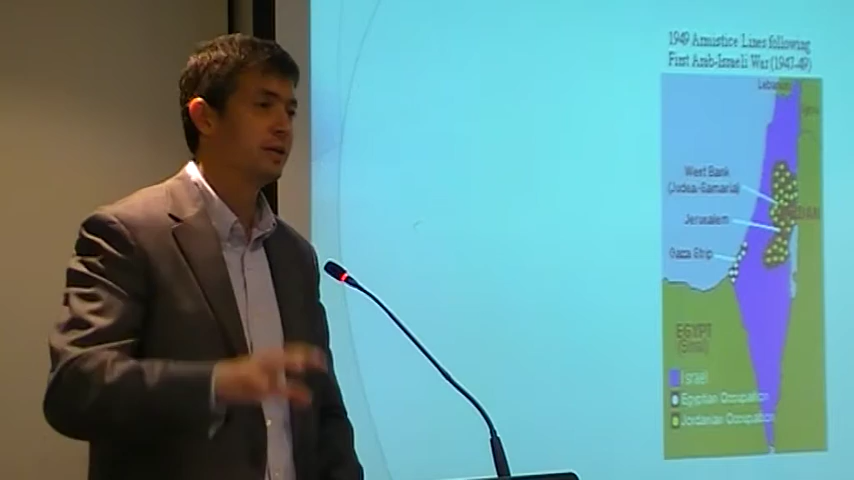 1949 Armistice Lines following
First Arab-Israeli War (1947-49)
Lebanon
West Bank
(Judea-Samaria)
Jerusalem
Gaza Strip
EGYPT
(Sinai)
Israel
Egyptian Occupation
Jordanian Occupation